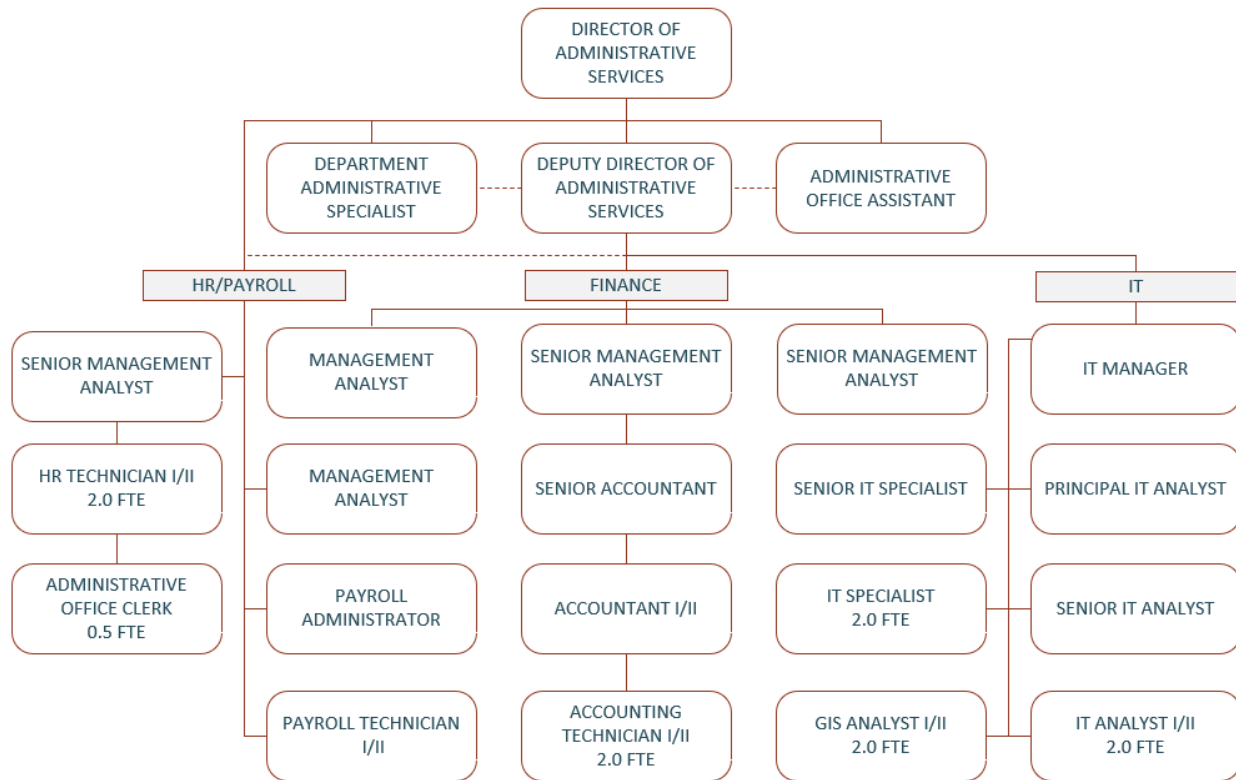 DIRECTOR OF
ADMINISTRATIVE
SERVICES
DEPARTMENT
ADMINISTRATIVE
SPECIALIST
DEPUTY DIRECTOR OF
ADMINISTRATIVE
SERVICES
ADMINISTRATIVE
OFFICE ASSISTANT
HR/PAYROLL
FINANCE
IT
SENIOR MANAGEMENT
ANALYST
MANAGEMENT
ANALYST
SENIOR MANAGEMENT
ANALYST
SENIOR MANAGEMENT
ANALYST
IT MANAGER
HR TECHNICIAN I/II
2.0 FTE
MANAGEMENT
ANALYST
SENIOR ACCOUNTANT
SENIOR IT SPECIALIST
PRINCIPAL IT ANALYST
ADMINISTRATIVE
OFFICE CLERK
0.5 FTE
PAYROLL
ADMINISTRATOR
ACCOUNTANT I/II
IT SPECIALIST
2.0 FTE
SENIOR IT ANALYST
PAYROLL TECHNICIAN
I/II
ACCOUNTING
TECHNICIAN I/II
2.0 FTE
GIS ANALYST I/II
2.0 FTE
IT ANALYST I/II
2.0 FTE